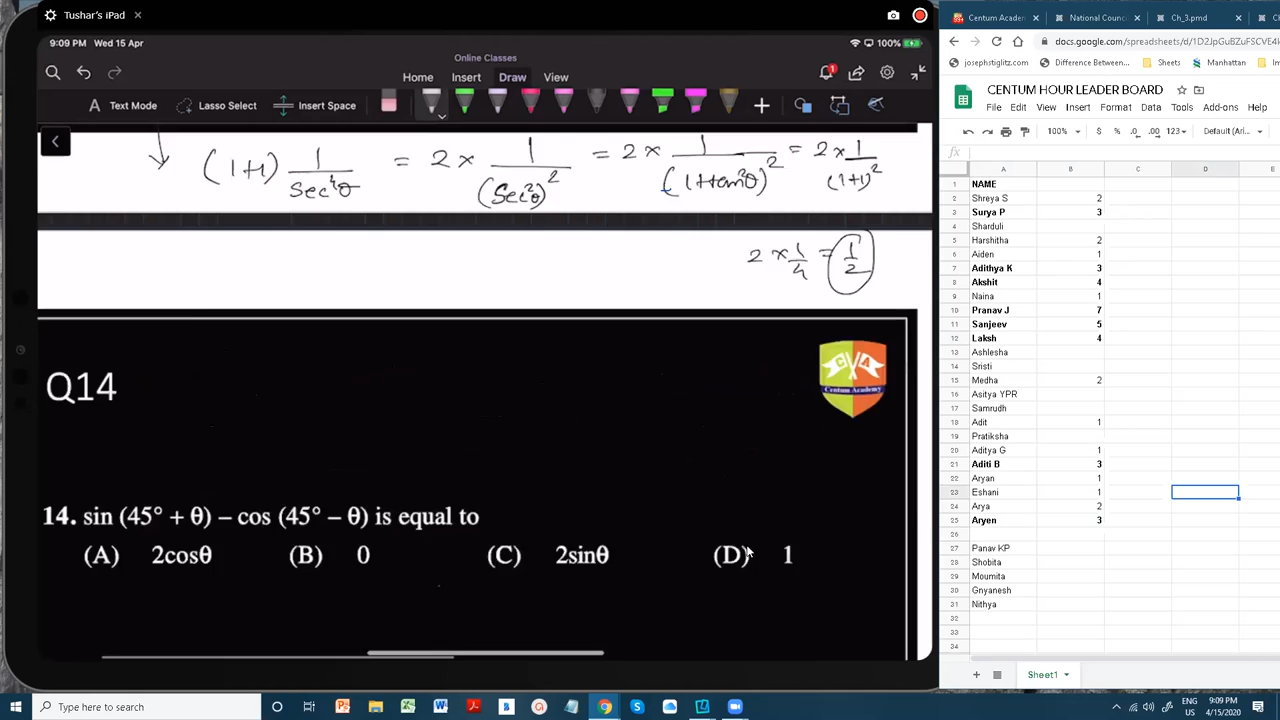 Tushar's iPad
Centum Acade
National Counci
Ch_3.pmd
9:09 PM Wed 15 Apr
100%
docs.google.com/spreadsheets/d/1D2JpGuBZuFSCVE4k
Online Classes
Home Insert Draw View
josephstiglitz.com
Difference Between...
Sheets
Manhattan
A Text Mode
Lasso Select
Insert Space
CENTUM HOUR LEADER BOARD
File Edit View Insert Format Data Tools Add-ons Help
100% $ % .0 .00 123 Default (Ari...
fx
(1+1) 1/Sec⁴θ = 2 × 1/(Sec²θ)² = 2 × 1/(1+tan²θ)² = 2 × 1/(1+1)²
2 × 1/4 = 1/2
Q14
Centum Academy
14. sin (45° + θ) – cos (45° – θ) is equal to
(A) 2cosθ (B) 0 (C) 2sinθ (D) 1
A B C D E
1 NAME
2 Shreya S 2
3 Surya P 3
4 Sharduli
5 Harshitha 2
6 Aiden 1
7 Adithya K 3
8 Akshit 4
9 Naina 1
10 Pranav J 7
11 Sanjeev 5
12 Laksh 4
13 Ashlesha
14 Sristi
15 Medha 2
16 Asitya YPR
17 Samrudh
18 Adit 1
19 Pratiksha
20 Aditya G 1
21 Aditi B 3
22 Aryan 1
23 Eshani 1
24 Arya 2
25 Aryen 3
26
27 Panav KP
28 Shobita
29 Moumita
30 Gnyanesh
31 Nithya
32
33
34
Sheet1
Type here to search
ENG
US
9:09 PM
4/15/2020